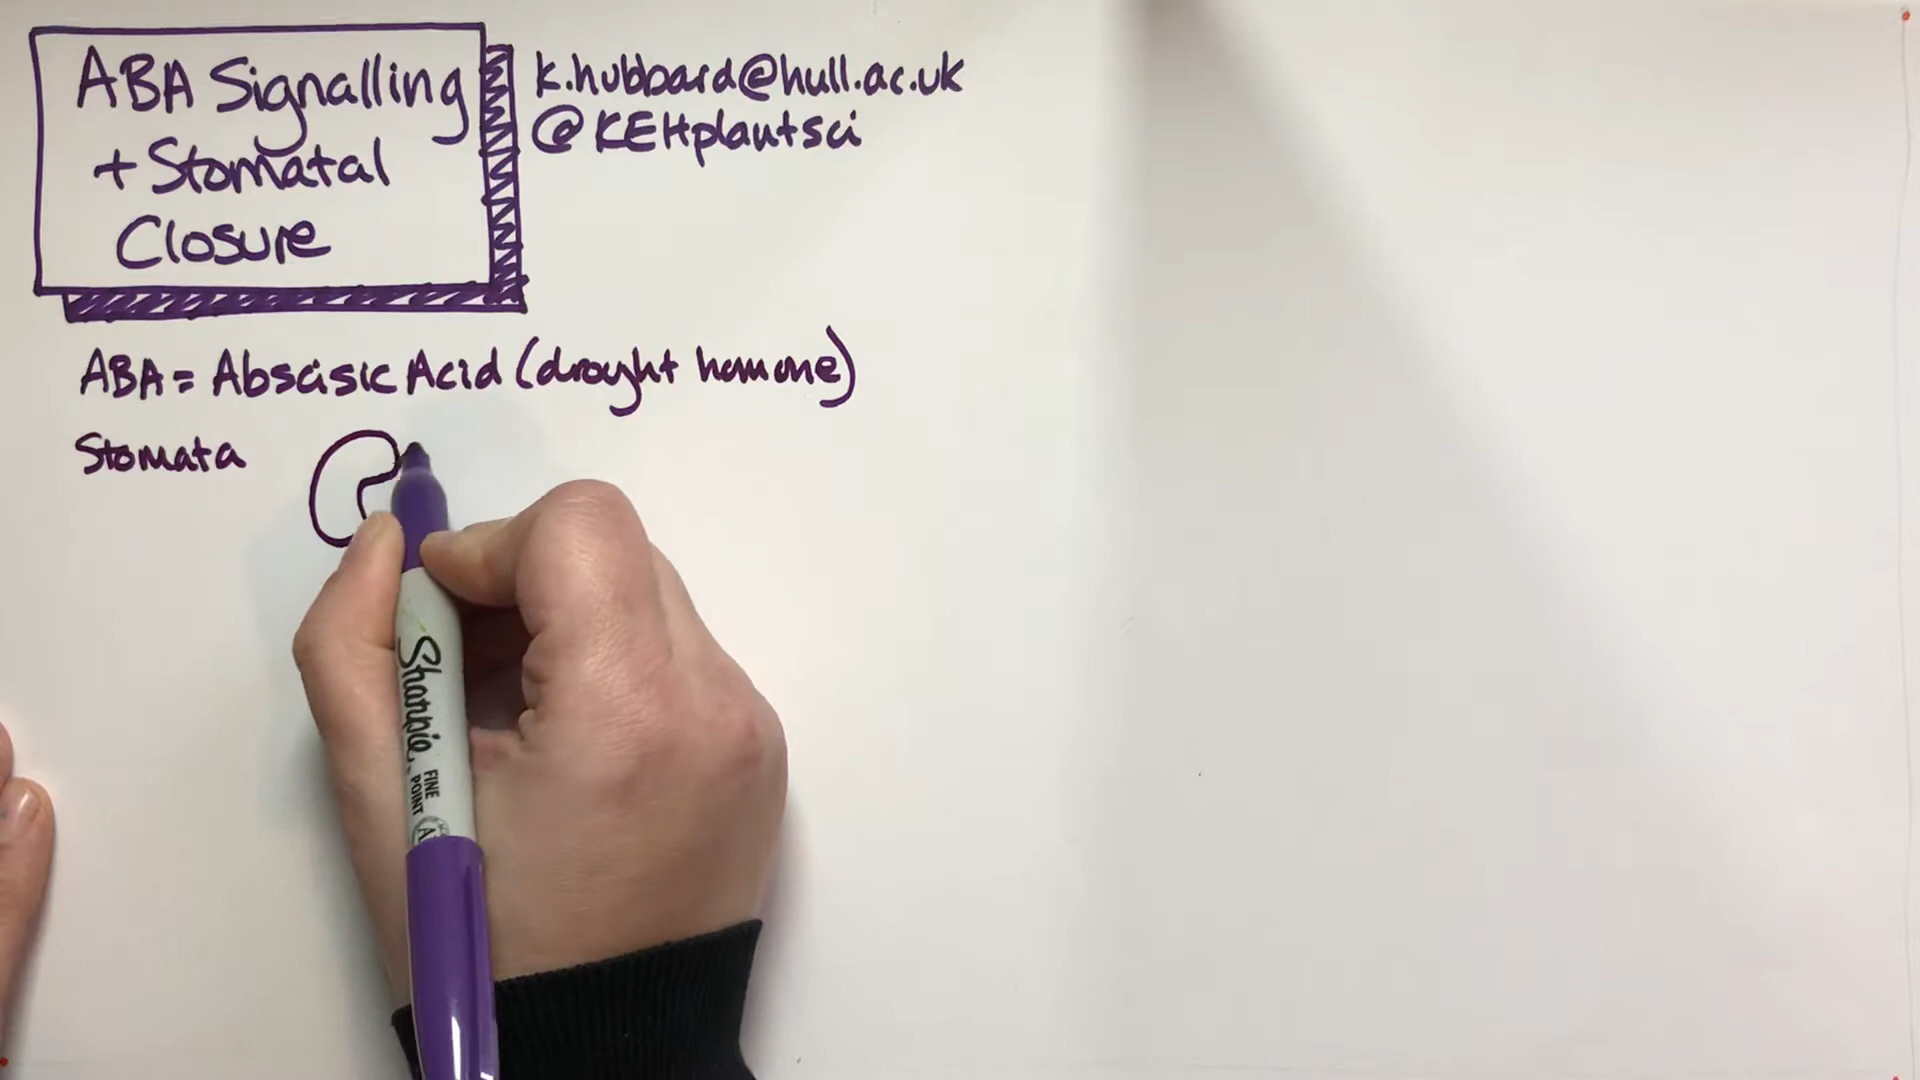 ABA Signalling
+ Stomatal
Closure
k.hubbard@hull.ac.uk
@KEHplantsci
ABA = Abscisic Acid (drought hormone)
Stomata
Sharpie
FINE
POINT